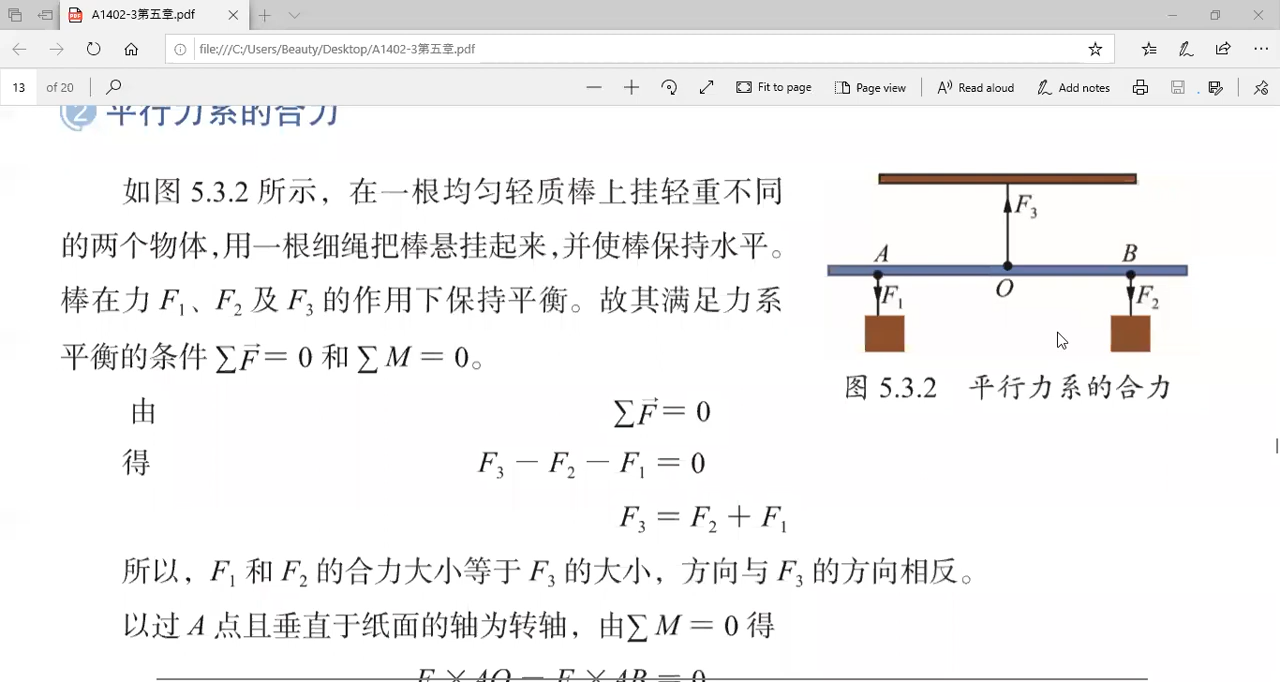 A1402-3第五章.pdf
file:///C:/Users/Beauty/Desktop/A1402-3第五章.pdf
13 of 20 Fit to page Page view Read aloud Add notes
2 平行力系的合力
如图 5.3.2 所示，在一根均匀轻质棒上挂轻重不同
的两个物体，用一根细绳把棒悬挂起来，并使棒保持水平。
棒在力 F₁、F₂ 及 F₃ 的作用下保持平衡。故其满足力系
平衡的条件 ∑F⃗ = 0 和 ∑ M = 0。
F₃
A
B
O
F₁
F₂
图 5.3.2 平行力系的合力
由 ∑F⃗ = 0
得 F₃ − F₂ − F₁ = 0
F₃ = F₂ + F₁
所以，F₁ 和 F₂ 的合力大小等于 F₃ 的大小，方向与 F₃ 的方向相反。
以过 A 点且垂直于纸面的轴为转轴，由∑ M = 0 得